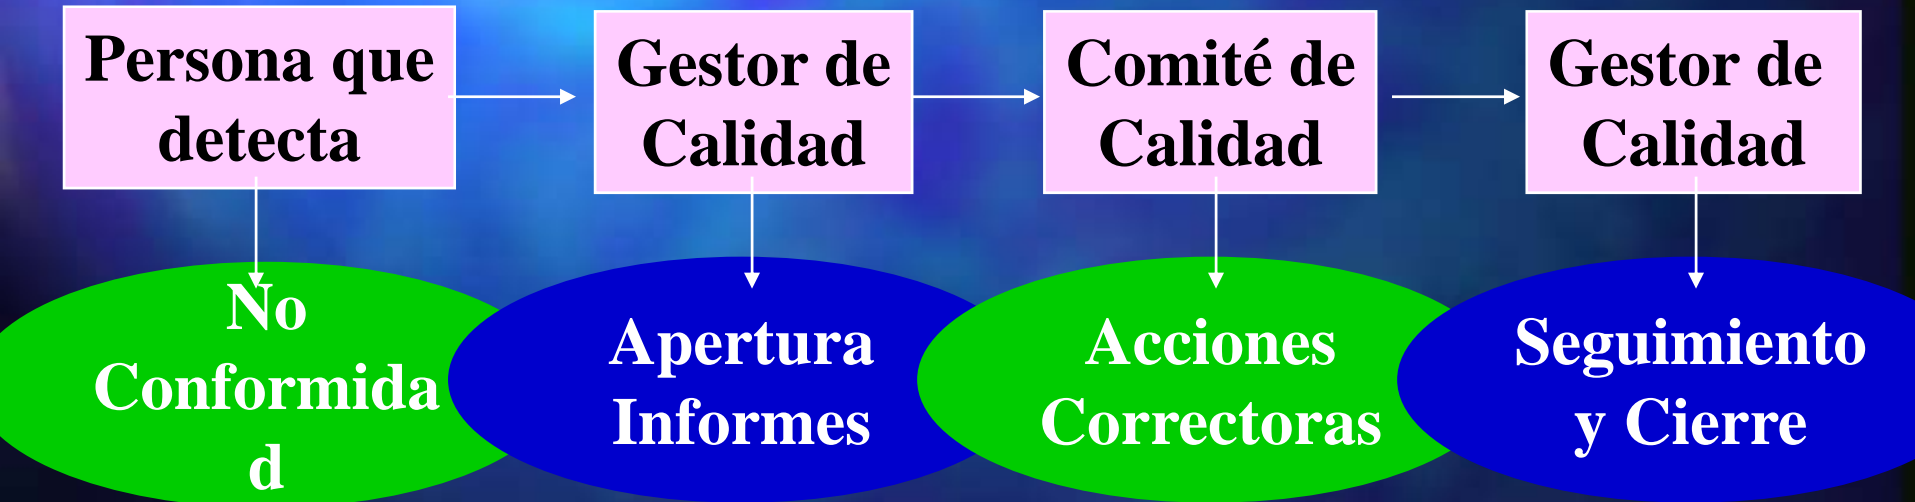 Persona que
detecta
Gestor de
Calidad
Comité de
Calidad
Gestor de
Calidad
No
Conformida
d
Apertura
Informes
Acciones
Correctoras
Seguimiento
y Cierre